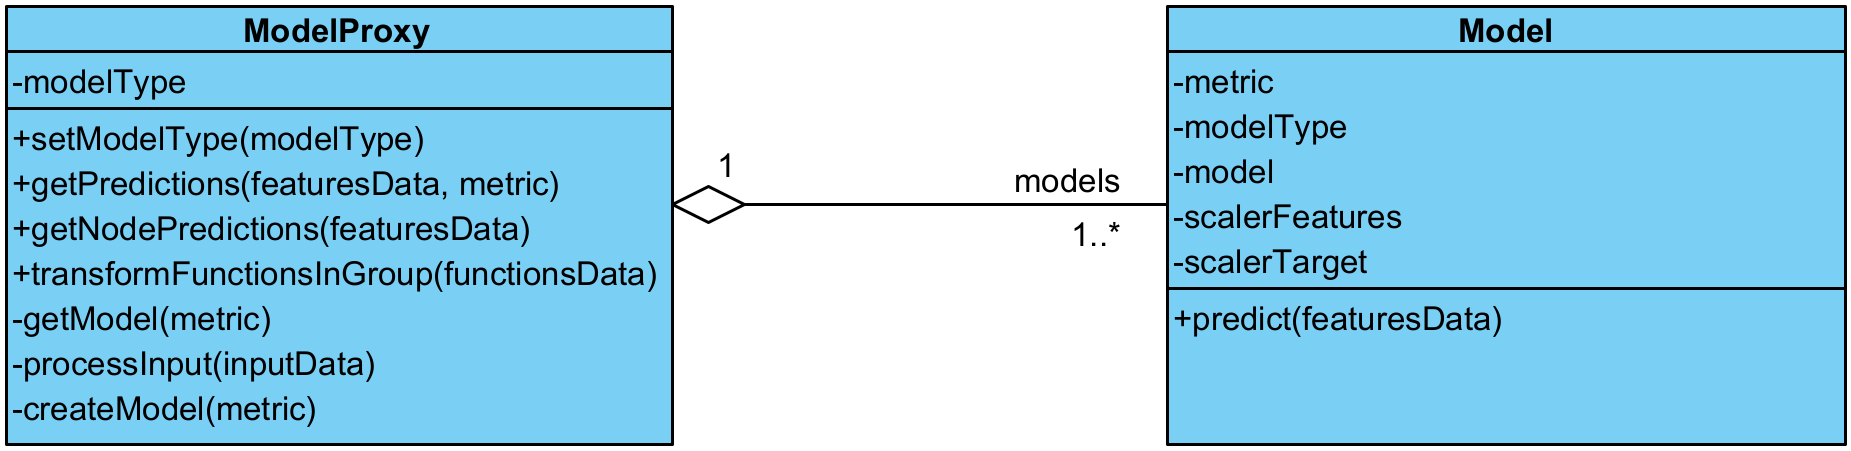 ModelProxy
-modelType
+setModelType(modelType)
+getPredictions(featuresData, metric)
+getNodePredictions(featuresData)
+transformFunctionsInGroup(functionsData)
-getModel(metric)
-processInput(inputData)
-createModel(metric)
1
models
1..*
Model
-metric
-modelType
-model
-scalerFeatures
-scalerTarget
+predict(featuresData)